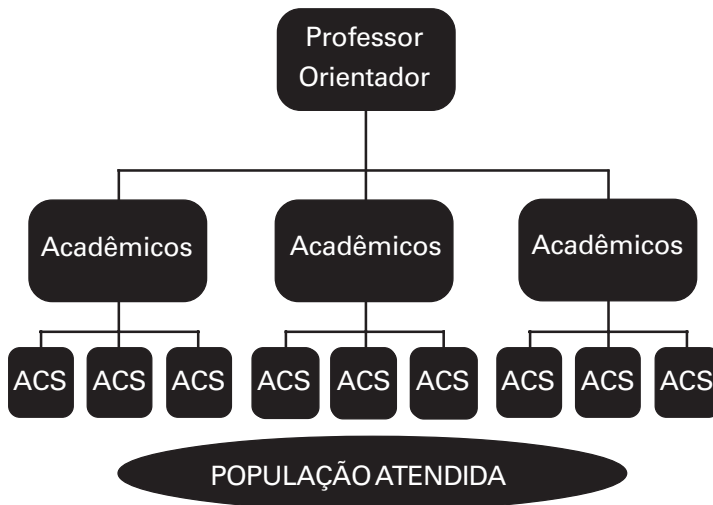 Professor
Orientador
Acadêmicos Acadêmicos Acadêmicos
ACS ACS ACS ACS ACS ACS ACS ACS ACS
POPULAÇÃO ATENDIDA